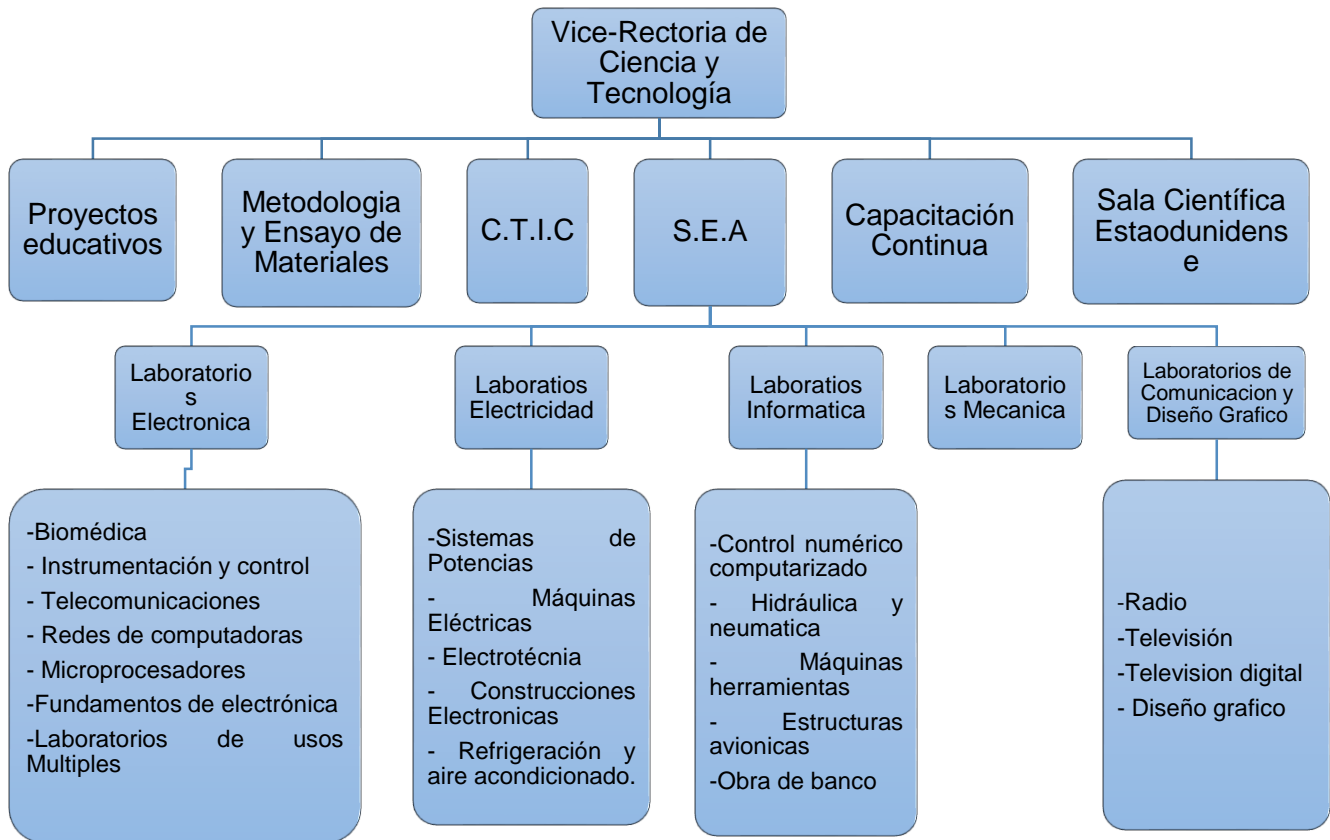 Vice-Rectoria de
Ciencia y
Tecnología
Proyectos
educativos
Metodologia
y Ensayo de
Materiales
C.T.I.C
S.E.A
Capacitación
Continua
Sala Científica
Estaodunidens
e
Laboratorio
s
Electronica
Laboratios
Electricidad
Laboratios
Informatica
Laboratorio
s Mecanica
Laboratorios de
Comunicacion y
Diseño Grafico
-Biomédica
- Instrumentación y control
- Telecomunicaciones
- Redes de computadoras
- Microprocesadores
-Fundamentos de electrónica
-Laboratorios de usos
Multiples
-Sistemas de
Potencias
- Máquinas
Eléctricas
- Electrotécnia
- Construcciones
Electronicas
- Refrigeración y
aire acondicionado.
-Control numérico
computarizado
- Hidráulica y
neumatica
- Máquinas
herramientas
- Estructuras
avionicas
-Obra de banco
-Radio
-Televisión
-Television digital
- Diseño grafico